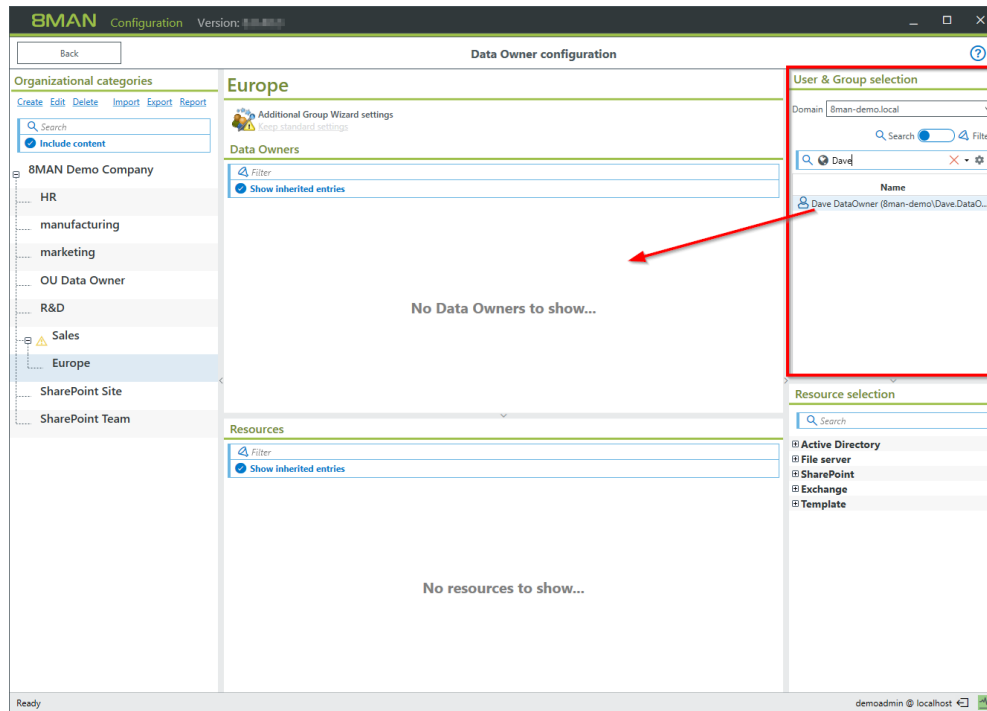 8MAN Configuration Version:
Back
Data Owner configuration
Organizational categories
Create Edit Delete Import Export Report
Search
Include content
8MAN Demo Company
HR
manufacturing
marketing
OU Data Owner
R&D
Sales
Europe
SharePoint Site
SharePoint Team
Europe
Additional Group Wizard settings
Keep standard settings
Data Owners
Filter
Show inherited entries
No Data Owners to show...
Resources
Filter
Show inherited entries
No resources to show...
User & Group selection
Domain 8man-demo.local
Search Filte
Dave
Name
Dave DataOwner (8man-demo\Dave.DataO...
Resource selection
Search
Active Directory
File server
SharePoint
Exchange
Template
Ready
demoadmin @ localhost